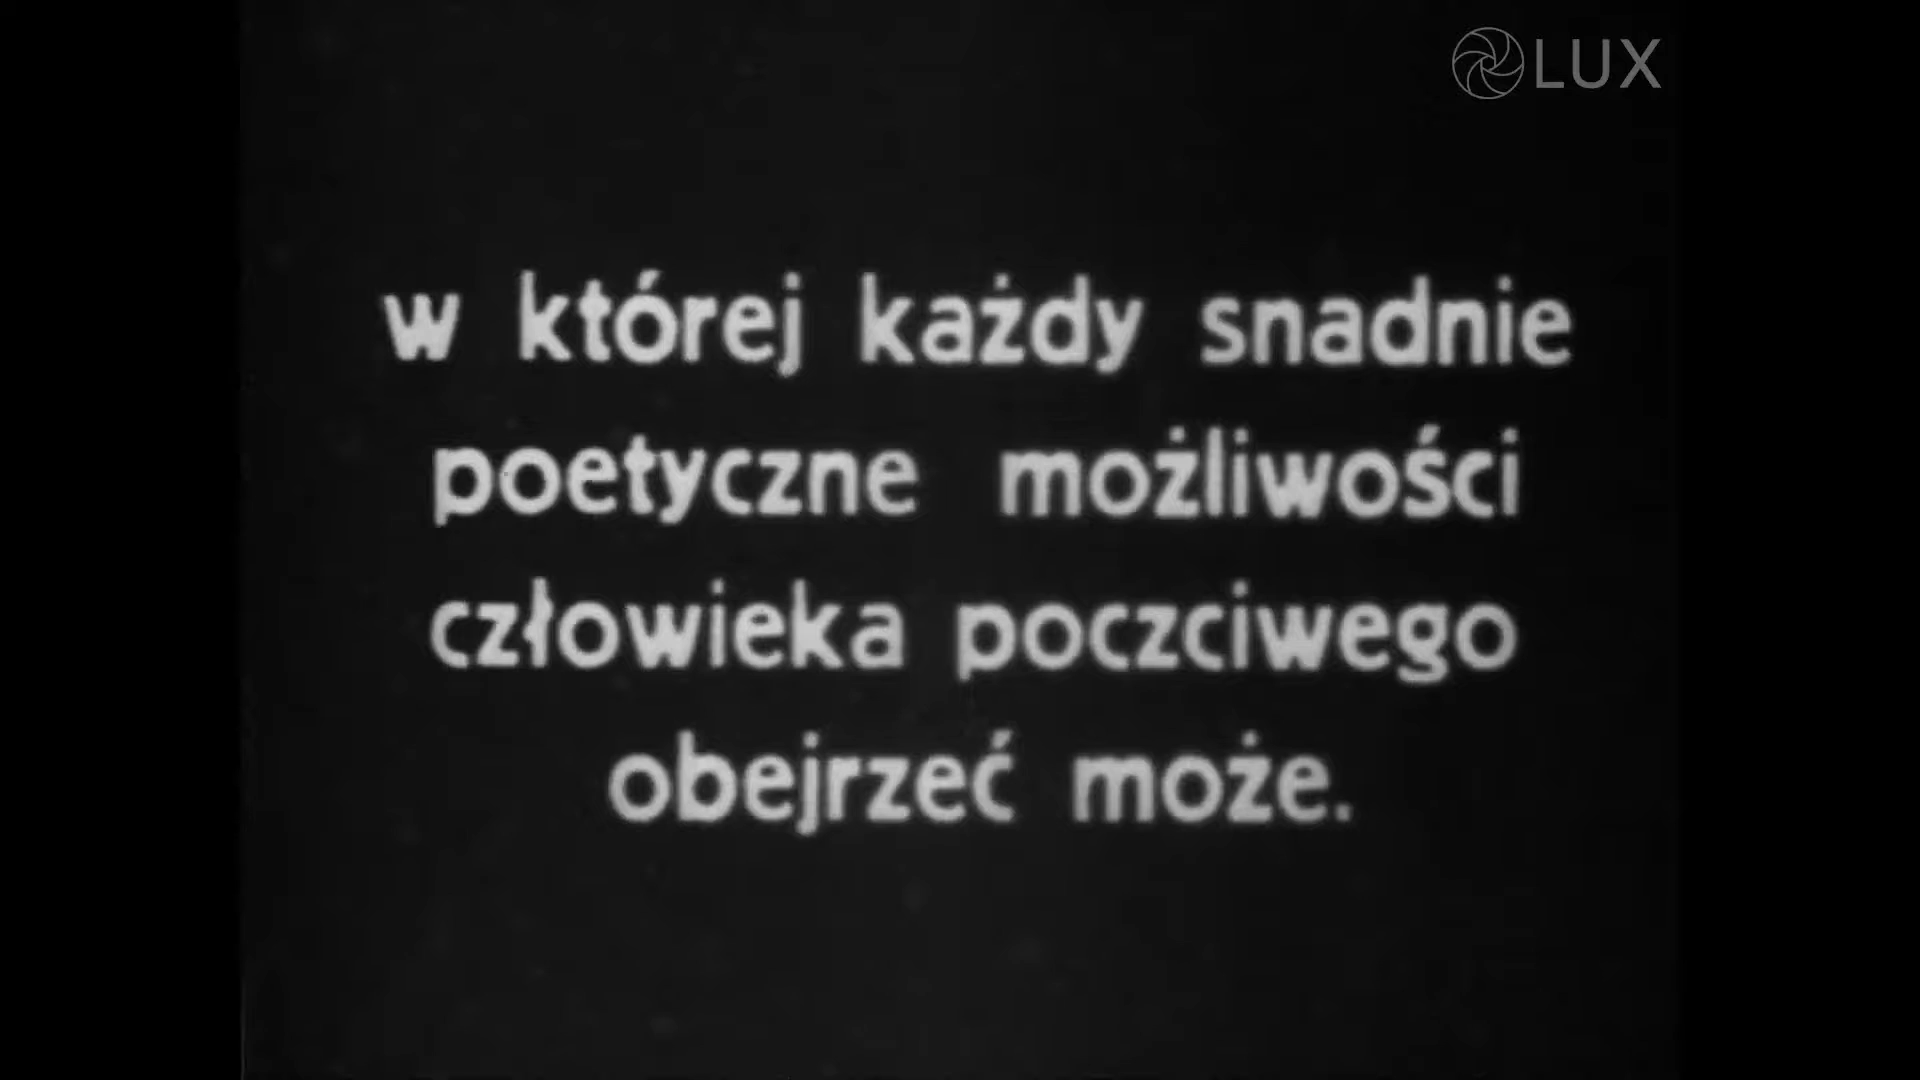 LUX
w której każdy snadnie
poetyczne możliwości
człowieka poczciwego
obejrzeć może.